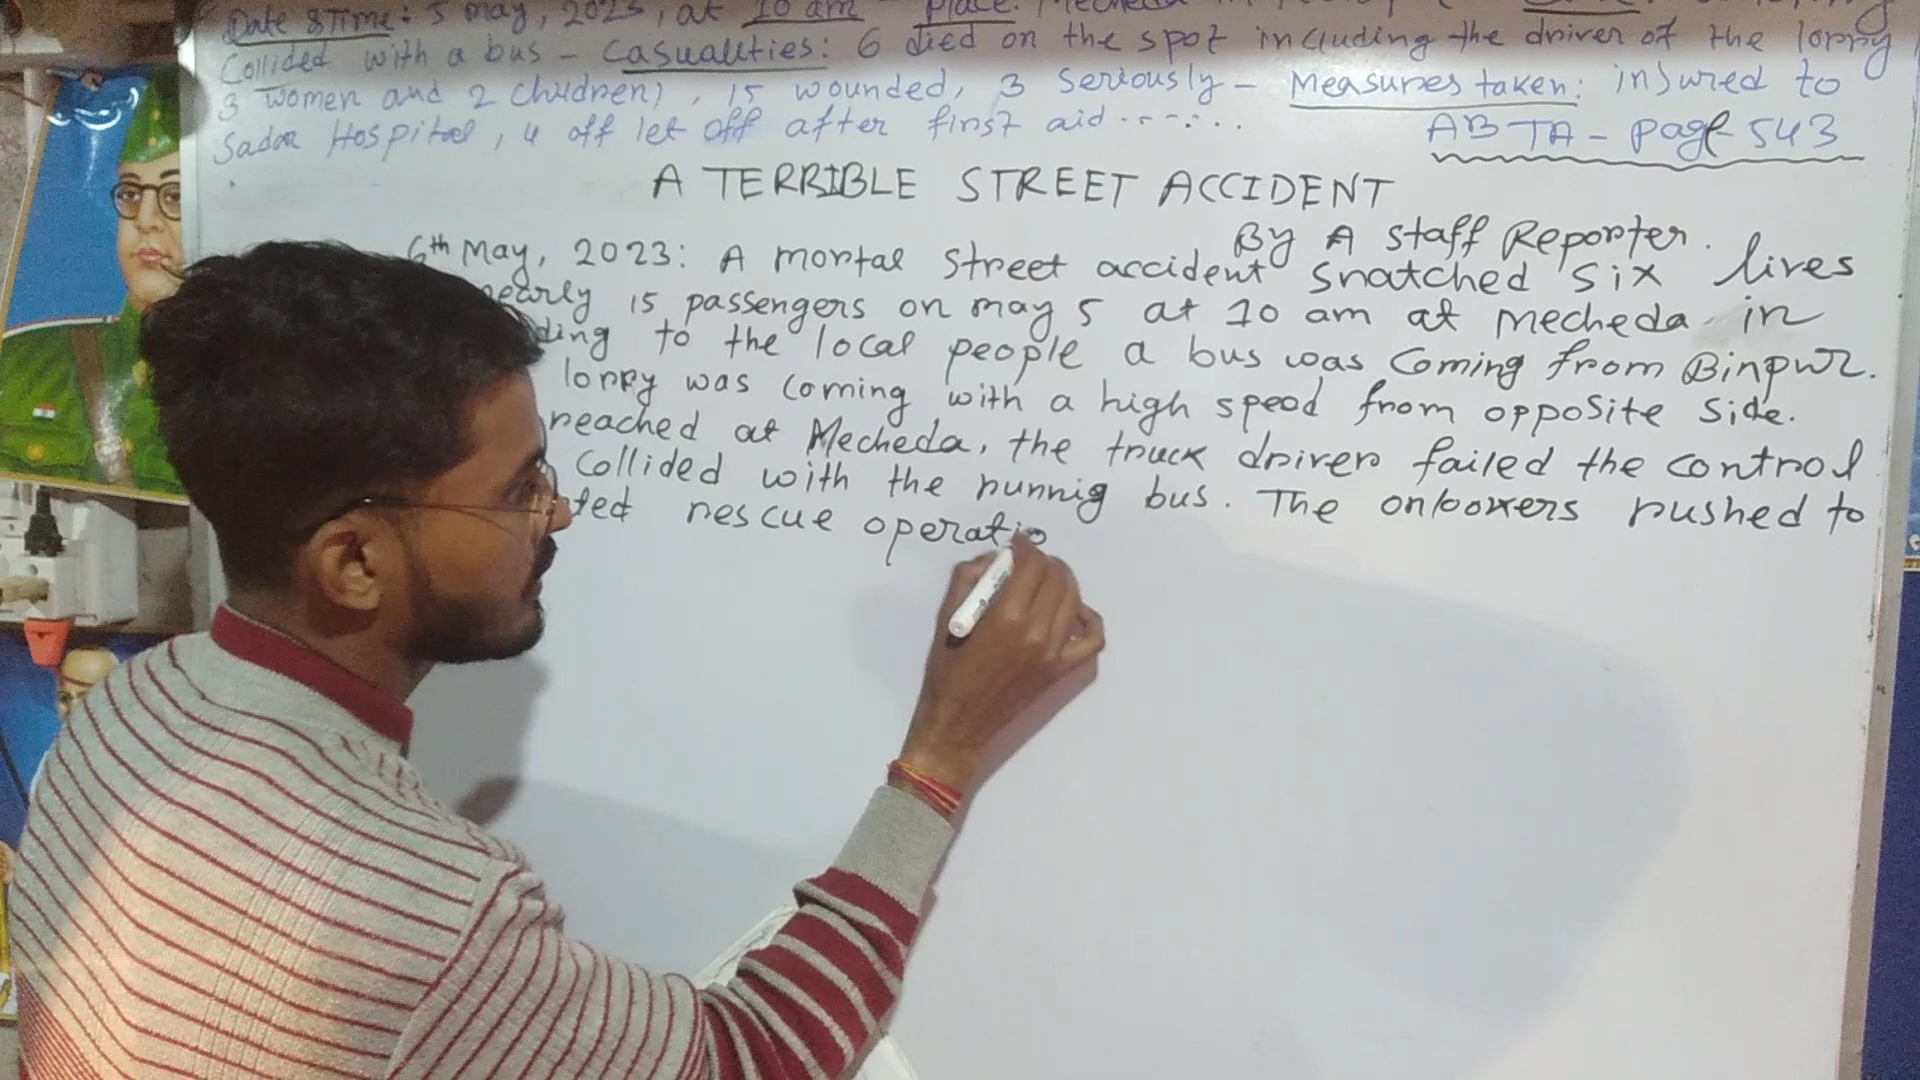 Date & Time: 5 may, 2023, at 10 am - Place: Mecheda in
Collided with a bus - Casualities: 6 died on the spot including the driver of the lorry
3 women and 2 children), 15 wounded, 3 Seriously - Measures taken: injured to
Sadar Hospital, 4 off let off after first aid.......
ABTA - page 543
A TERRIBLE STREET ACCIDENT
By A Staff Reporter.
6th May, 2023: A mortal Street accident Snatched Six lives
nearly 15 passengers on may 5 at 10 am at Mecheda in
ding to the local people a bus was Coming from Binpur.
lorry was Coming with a high speed from opposite Side.
reached at Mecheda, the truck driver failed the control
Collided with the runnig bus. The onlookers rushed to
ted rescue operatio